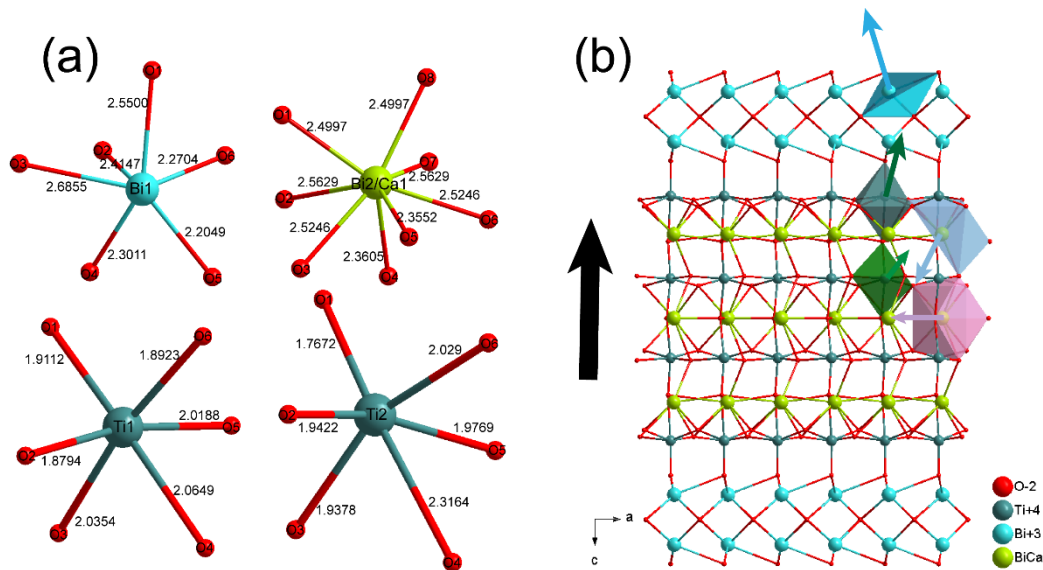 (a)
O1
2.5500
O3
O2
2.4147
2.2704
O6
2.6855
Bi1
2.3011
2.2049
O4
O5
O8
2.4997
O1
2.4997
O7
2.5629
Bi2/Ca1
2.5629
O2
2.5246
2.3552
O6
2.5246
O5
2.3605
O3
O4
O1
O6
1.9112
1.8923
Ti1
2.0188
O5
O2
1.8794
2.0354
2.0649
O3
O4
O1
1.7672
O6
2.029
O2
Ti2
1.9422
1.9769
O5
1.9378
2.3164
O3
O4
(b)
a
c
O-2
Ti+4
Bi+3
BiCa